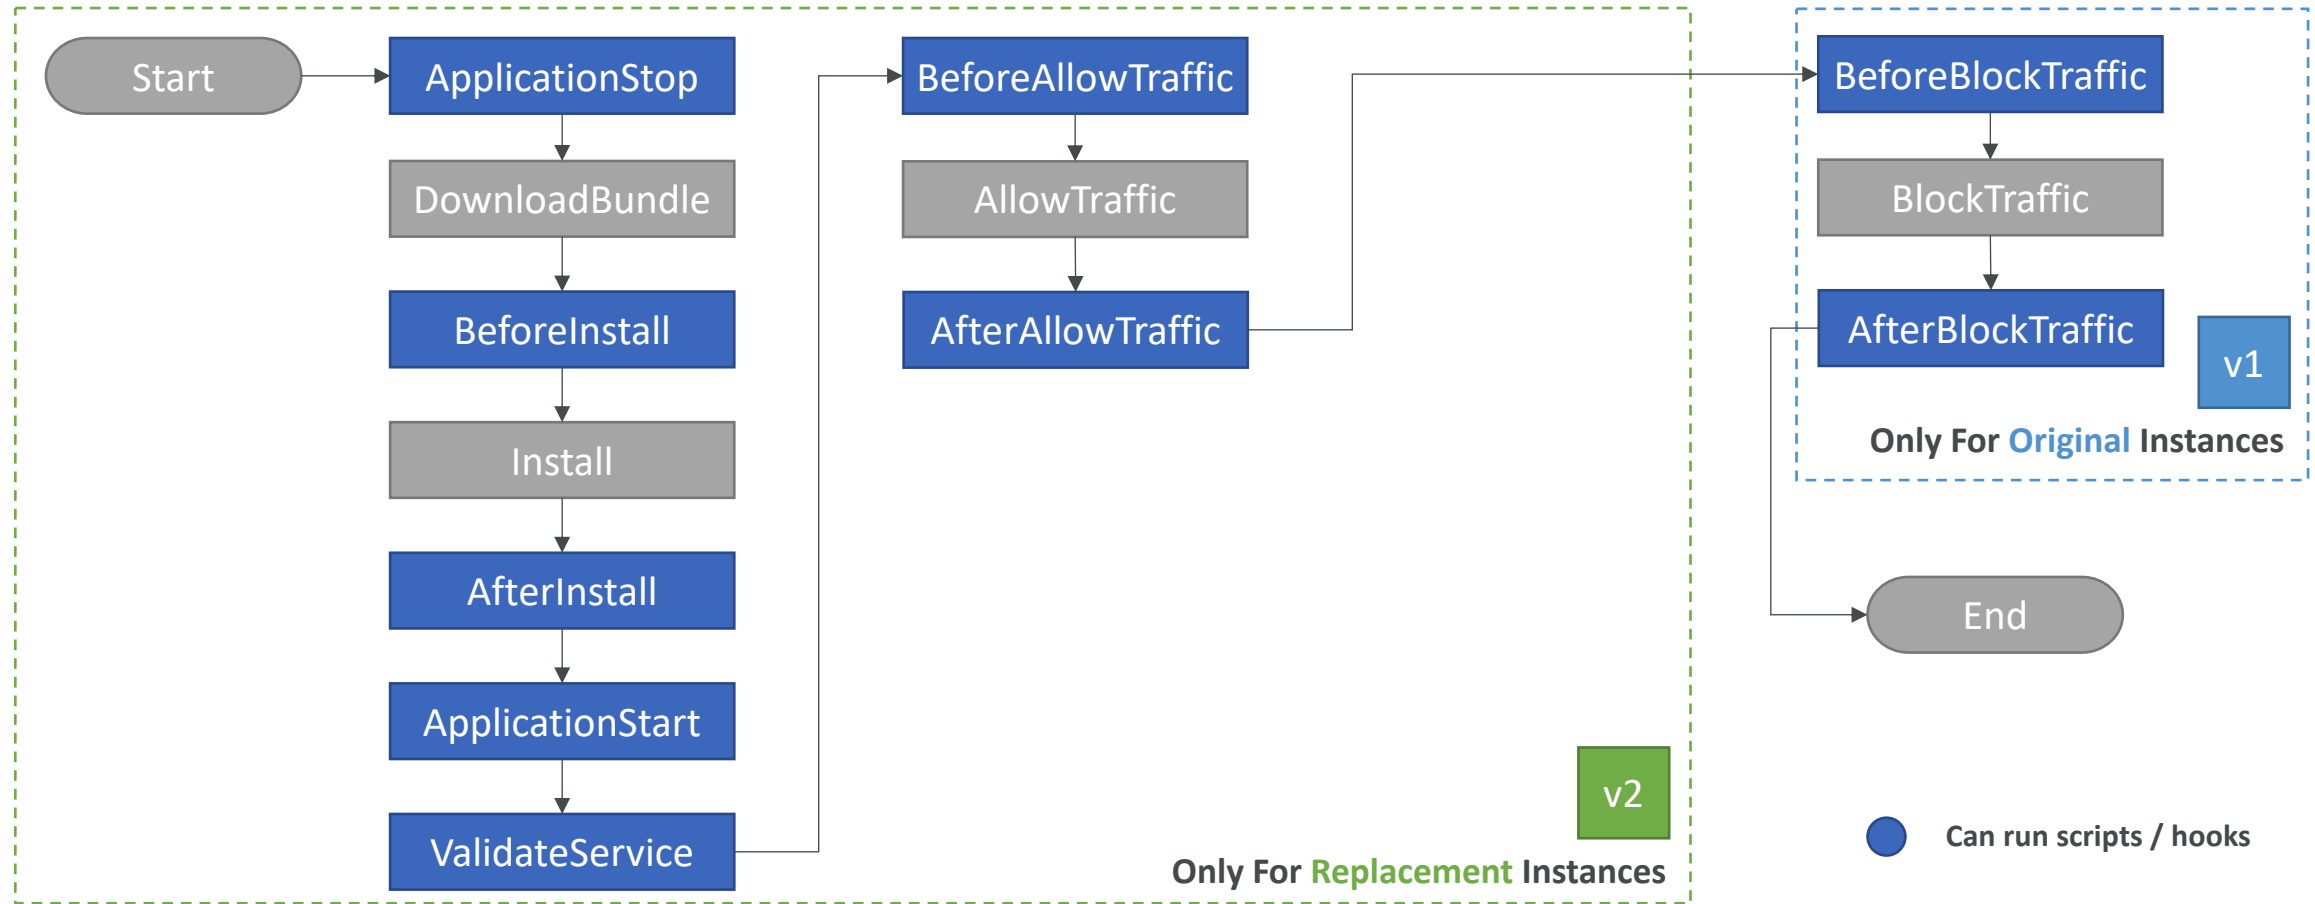 Start
ApplicationStop
DownloadBundle
BeforeInstall
Install
AfterInstall
ApplicationStart
ValidateService
BeforeAllowTraffic
AllowTraffic
AfterAllowTraffic
v2
Only For Replacement Instances
BeforeBlockTraffic
BlockTraffic
AfterBlockTraffic
v1
Only For Original Instances
End
Can run scripts / hooks